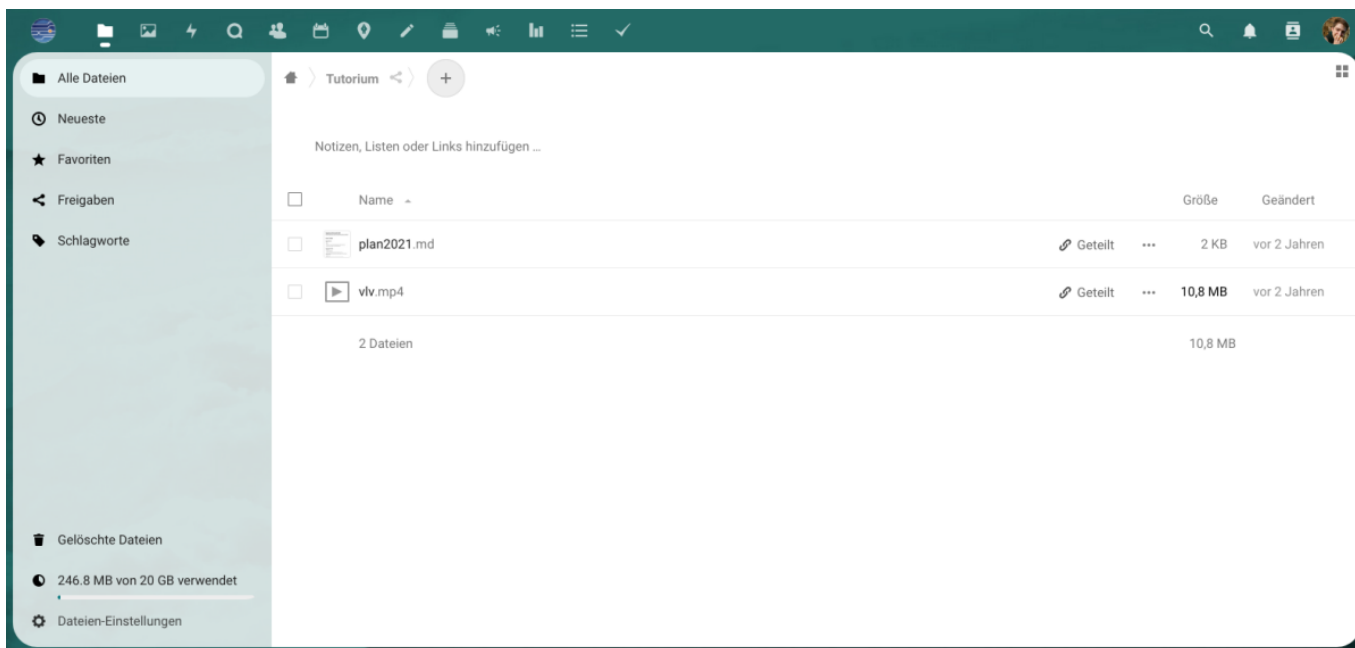 Alle Dateien
Neueste
Favoriten
Freigaben
Schlagworte
Gelöschte Dateien
246.8 MB von 20 GB verwendet
Dateien-Einstellungen
Tutorium
Notizen, Listen oder Links hinzufügen ...
Name Größe Geändert
plan2021.md Geteilt 2 KB vor 2 Jahren
vlv.mp4 Geteilt 10,8 MB vor 2 Jahren
2 Dateien 10,8 MB